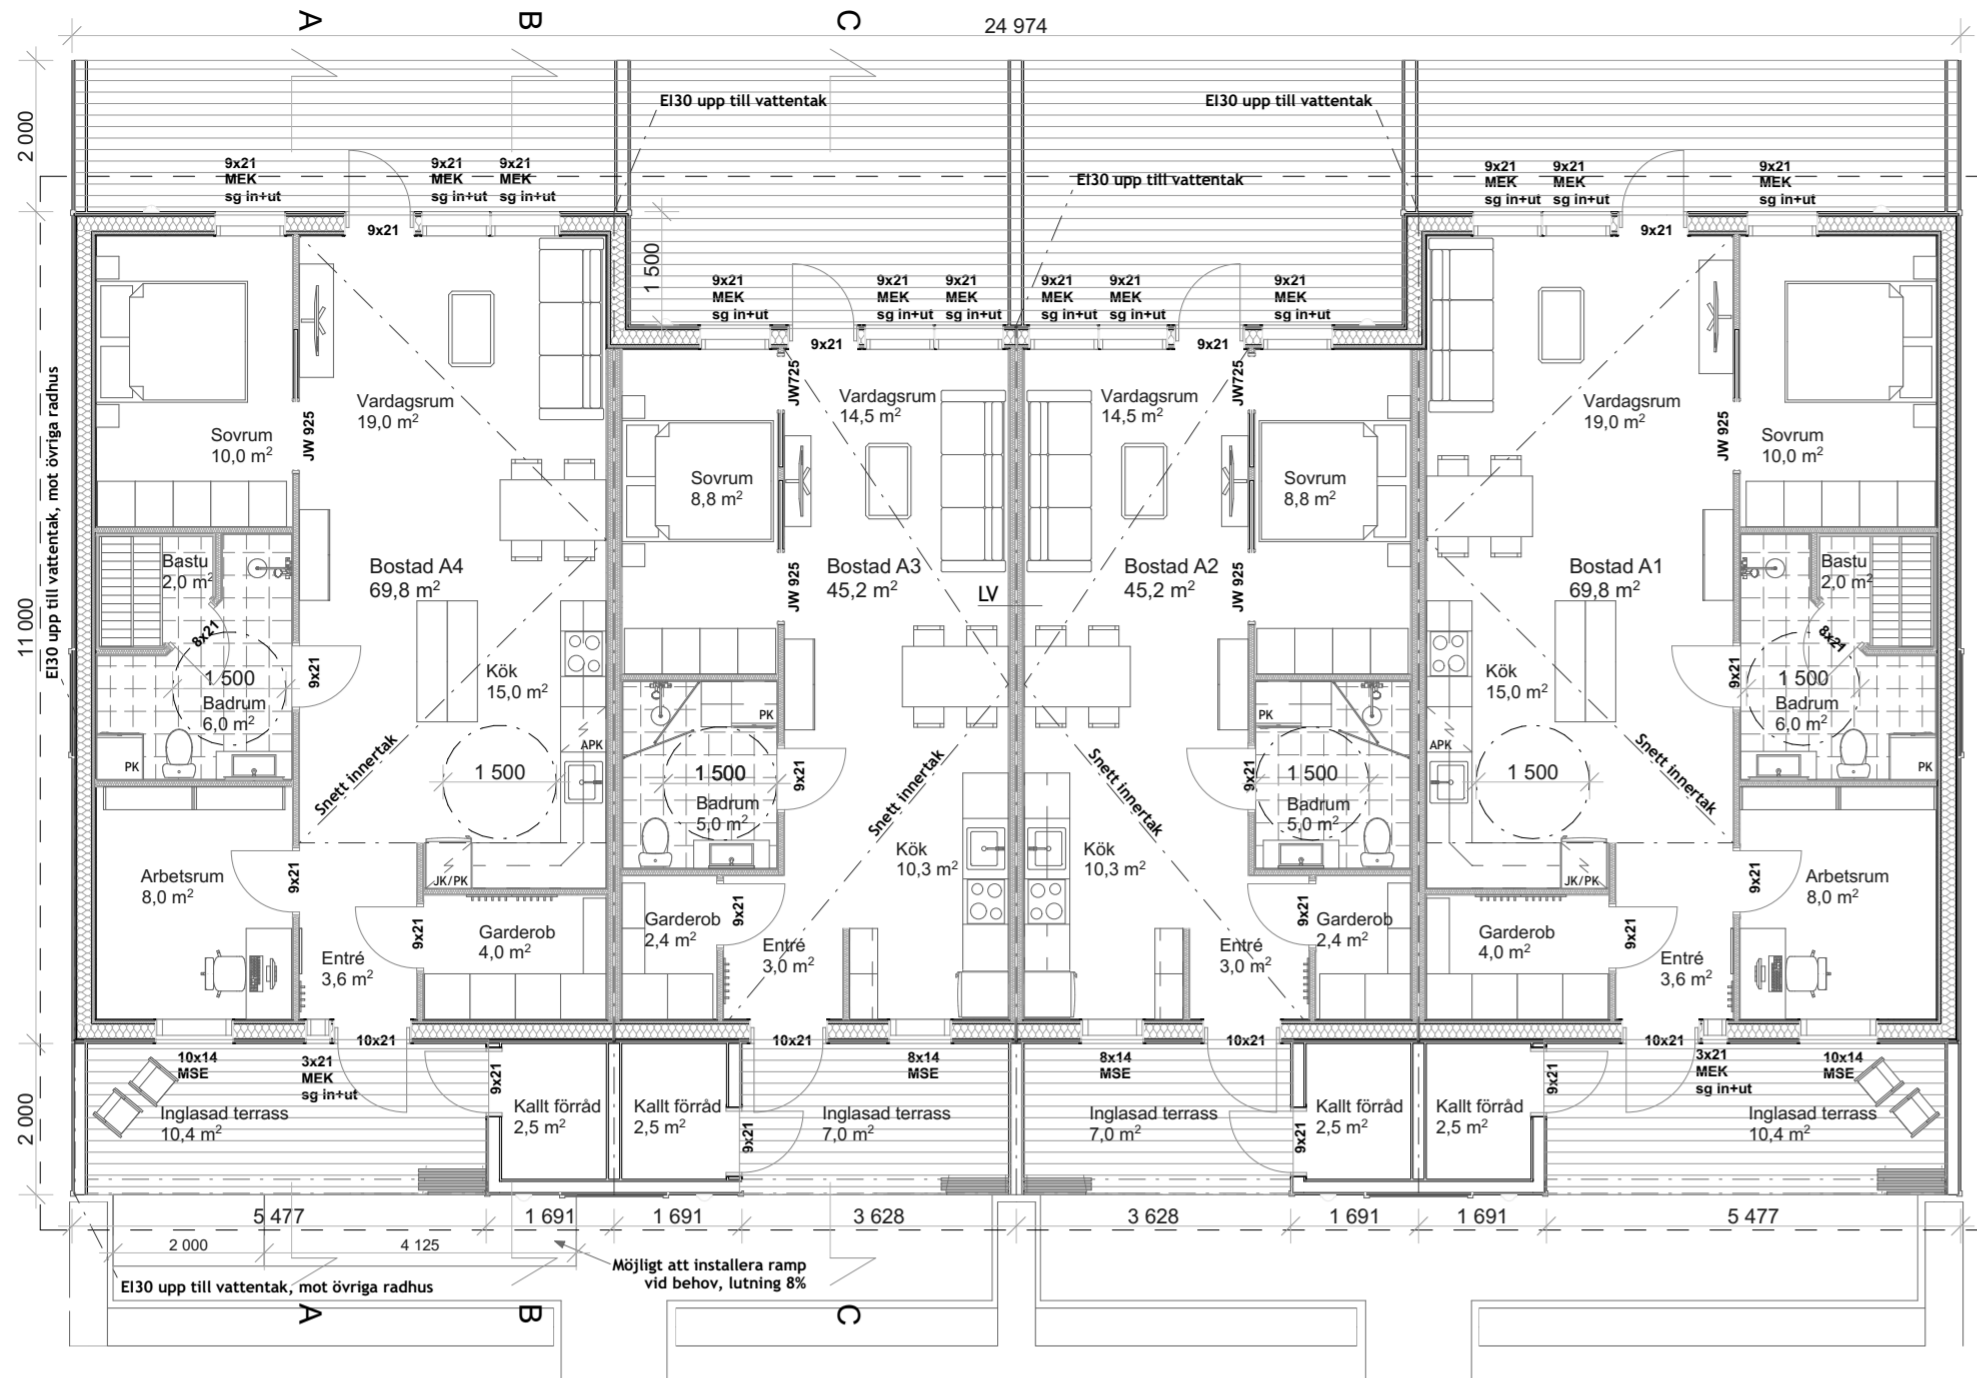 A
B
C
24 974
2 000
EI30 upp till vattentak
EI30 upp till vattentak
EI30 upp till vattentak
9x21
MEK
sg in+ut
9x21
MEK
sg in+ut
9x21
MEK
sg in+ut
9x21
MEK
sg in+ut
9x21
MEK
sg in+ut
9x21
MEK
sg in+ut
9x21
9x21
1 500
9x21
MEK
sg in+ut
9x21
MEK
sg in+ut
9x21
MEK
sg in+ut
9x21
MEK
sg in+ut
9x21
MEK
sg in+ut
9x21
MEK
sg in+ut
9x21
9x21
11 000
EI30 upp till vattentak, mot övriga radhus
Sovrum
10,0 m²
JW 925
Vardagsrum
19,0 m²
Bostad A4
69,8 m²
Bastu
2,0 m²
8x21
1 500
Badrum
6,0 m²
PK
9x21
Kök
15,0 m²
APK
1 500
Snett innertak
JK/PK
Arbetsrum
8,0 m²
9x21
9x21
Entré
3,6 m²
Garderob
4,0 m²
JW725
Vardagsrum
14,5 m²
Sovrum
8,8 m²
Bostad A3
45,2 m²
JW 925
LV
PK
1 500
Badrum
5,0 m²
9x21
Snett innertak
Kök
10,3 m²
Garderob
2,4 m²
9x21
Entré
3,0 m²
Vardagsrum
14,5 m²
JW725
Sovrum
8,8 m²
Bostad A2
45,2 m²
JW 925
PK
1 500
Badrum
5,0 m²
9x21
Snett innertak
Kök
10,3 m²
Garderob
2,4 m²
9x21
Entré
3,0 m²
Vardagsrum
19,0 m²
JW 925
Sovrum
10,0 m²
Bostad A1
69,8 m²
Bastu
2,0 m²
8x21
1 500
Badrum
6,0 m²
PK
9x21
Kök
15,0 m²
APK
1 500
Snett innertak
JK/PK
Arbetsrum
8,0 m²
9x21
9x21
Entré
3,6 m²
Garderob
4,0 m²
2 000
10x21
10x21
10x21
10x21
10x14
MSE
3x21
MEK
sg in+ut
9x21
8x14
MSE
8x14
MSE
9x21
3x21
MEK
sg in+ut
10x14
MSE
Inglasad terrass
10,4 m²
Kallt förråd
2,5 m²
Kallt förråd
2,5 m²
9x21
Inglasad terrass
7,0 m²
Inglasad terrass
7,0 m²
9x21
Kallt förråd
2,5 m²
Kallt förråd
2,5 m²
Inglasad terrass
10,4 m²
5 477
1 691
1 691
3 628
3 628
1 691
1 691
5 477
2 000
4 125
Möjligt att installera ramp
vid behov, lutning 8%
EI30 upp till vattentak, mot övriga radhus
A
B
C